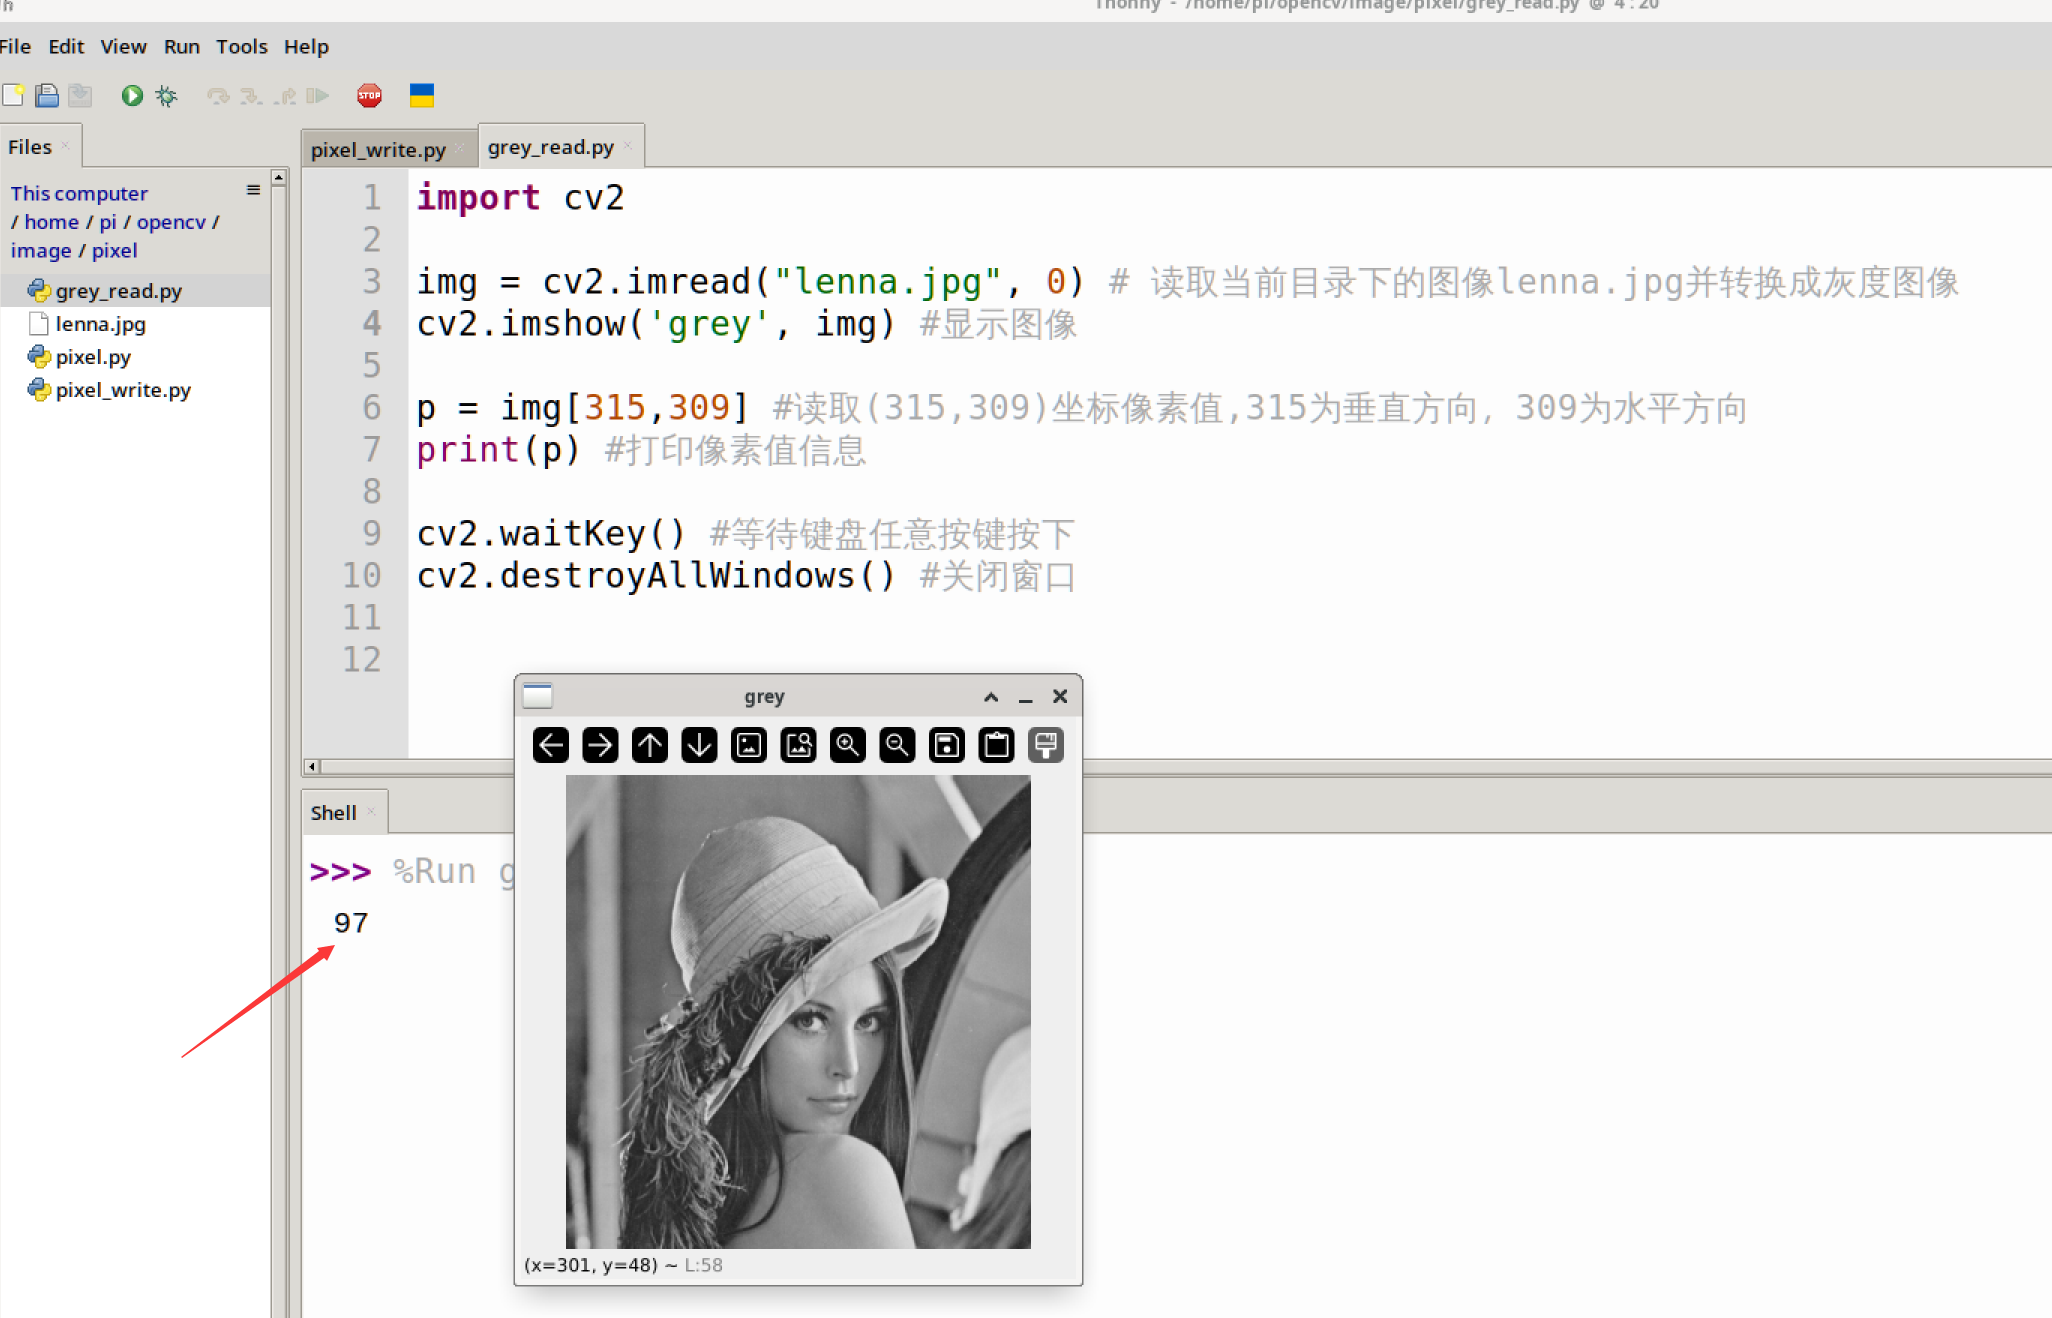 Thonny - /home/pi/opencv/image/pixel/grey_read.py @ 4:20
File Edit View Run Tools Help
STOP
Files
This computer
/ home / pi / opencv /
image / pixel
grey_read.py
lenna.jpg
pixel.py
pixel_write.py
pixel_write.py grey_read.py
1 import cv2
2
3 img = cv2.imread("lenna.jpg", 0) # 读取当前目录下的图像lenna.jpg并转换成灰度图像
4 cv2.imshow('grey', img) #显示图像
5
6 p = img[315,309] #读取(315,309)坐标像素值,315为垂直方向, 309为水平方向
7 print(p) #打印像素值信息
8
9 cv2.waitKey() #等待键盘任意按键按下
10 cv2.destroyAllWindows() #关闭窗口
11
12
grey
(x=301, y=48) ~ L:58
Shell
>>> %Run g
97